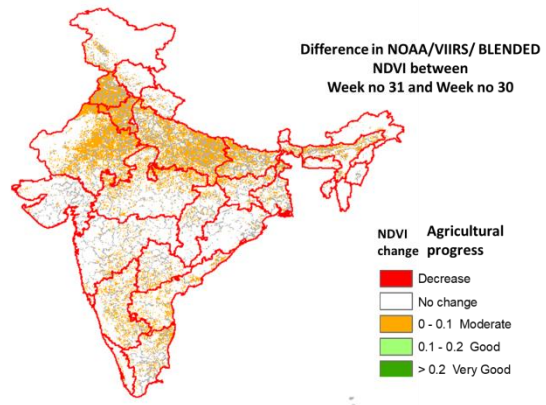 Difference in NOAA/VIIRS/ BLENDED
NDVI between
Week no 31 and Week no 30
NDVI change Agricultural progress
Decrease
No change
0 - 0.1 Moderate
0.1 - 0.2 Good
> 0.2 Very Good